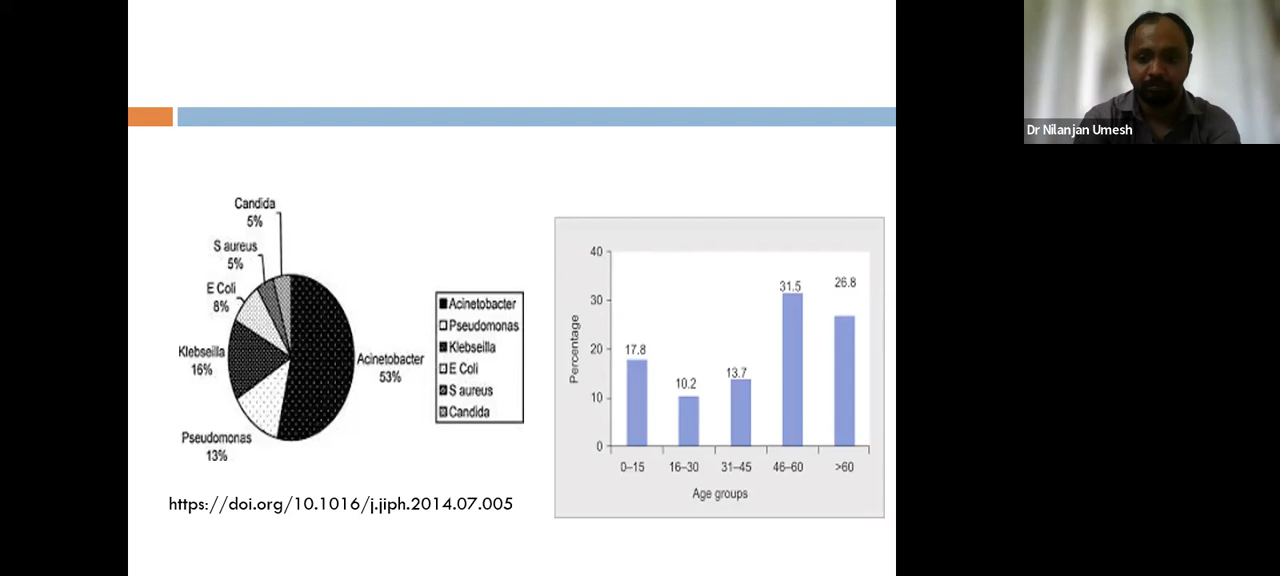 Dr Nilanjan Umesh
Candida
5%
S aureus
5%
E Coli
8%
Klebseilla
16%
Pseudomonas
13%
Acinetobacter
53%
Acinetobacter
Pseudomonas
Klebseilla
E Coli
S aureus
Candida
https://doi.org/10.1016/j.jiph.2014.07.005
Percentage
40
30
20
10
0
17.8
10.2
13.7
31.5
26.8
0–15
16–30
31–45
46–60
>60
Age groups